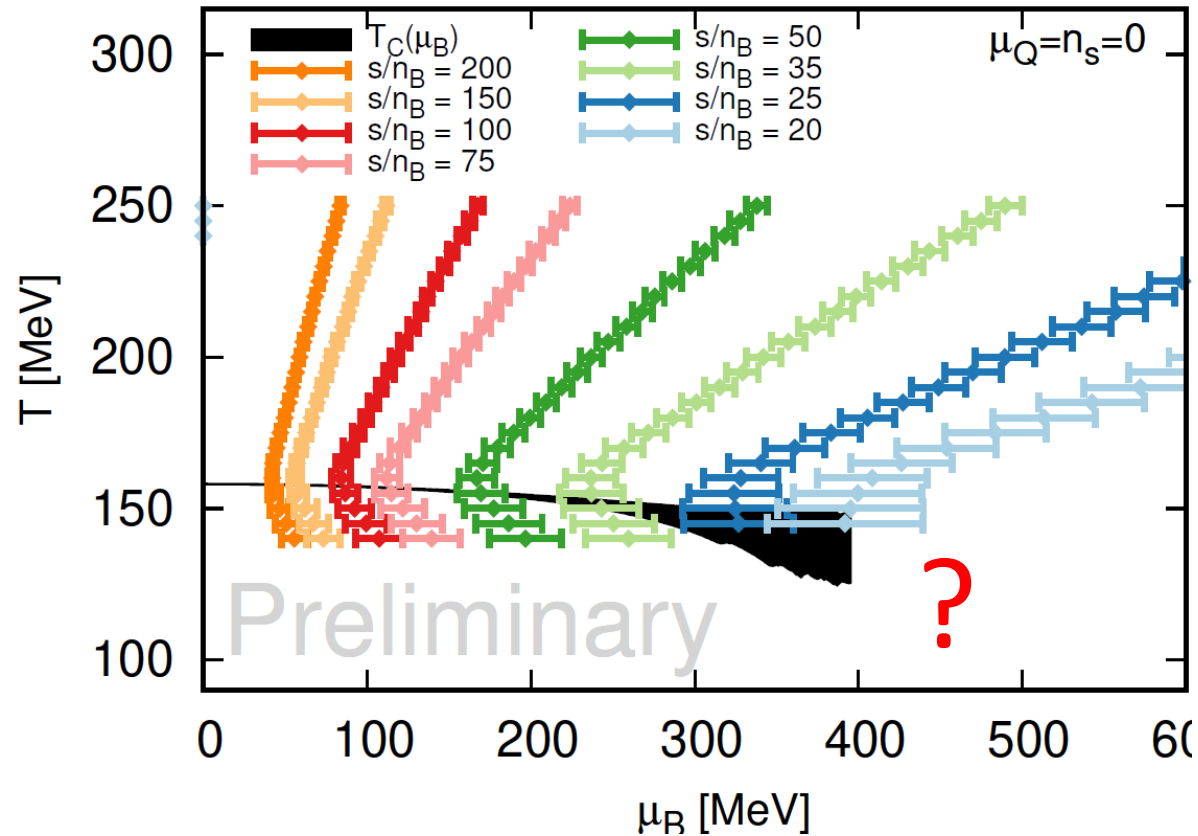 T_C(μ_B)
s/n_B = 200
s/n_B = 150
s/n_B = 100
s/n_B = 75
s/n_B = 50
s/n_B = 35
s/n_B = 25
s/n_B = 20
μ_Q=n_s=0
300
250
200
150
100
T [MeV]
Preliminary
?
0 100 200 300 400 500 60
μ_B [MeV]